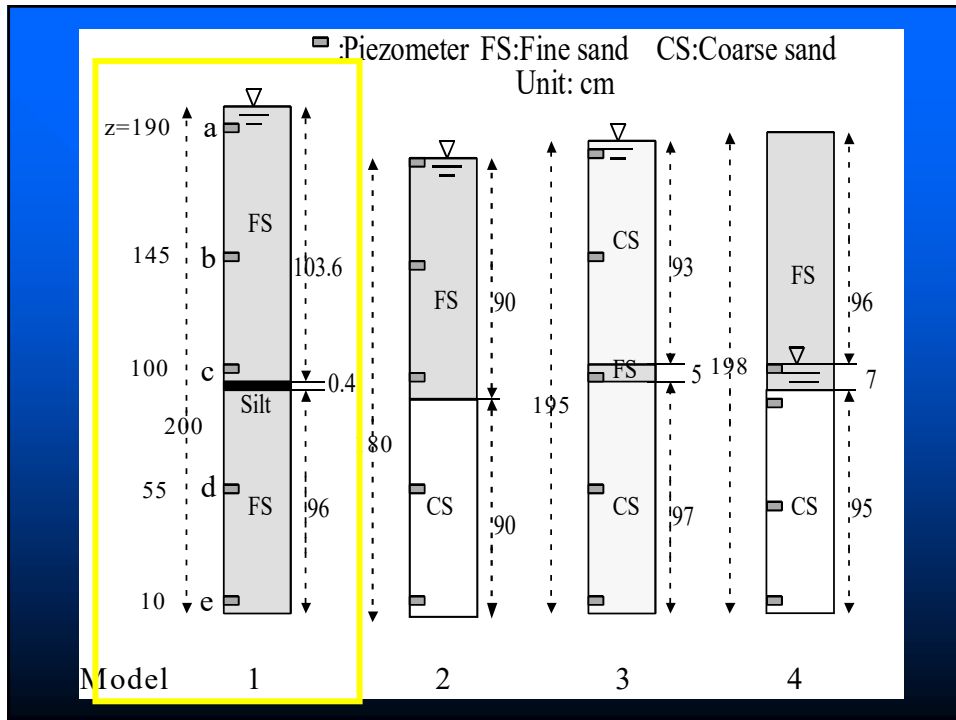 :Piezometer FS:Fine sand CS:Coarse sand
Unit: cm
z=190 a
FS
145 b
103.6
100 c
0.4
Silt
200
55 d
FS
96
10 e
FS
90
180
CS
90
CS
93
FS
5
195
CS
97
FS
96
198
7
CS
95
Model 1 2 3 4